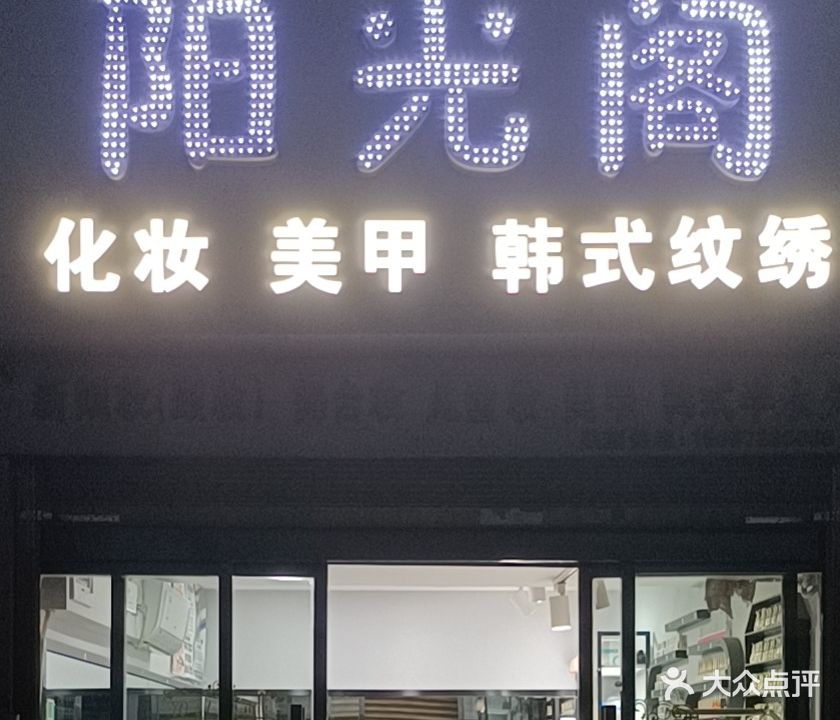 阳光阁
化妆 美甲 韩式纹绣
大众点评